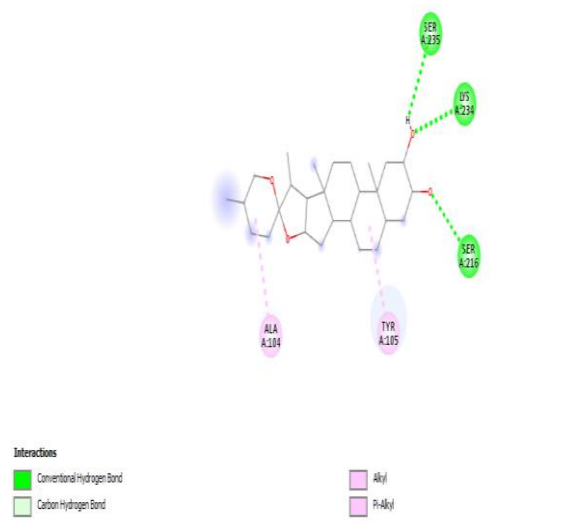 SER
A:235
LYS
A:234
H
O
O
O
O
SER
A:216
ALA
A:104
TYR
A:105
Interactions
Conventional Hydrogen Bond
Carbon Hydrogen Bond
Alkyl
Pi-Alkyl